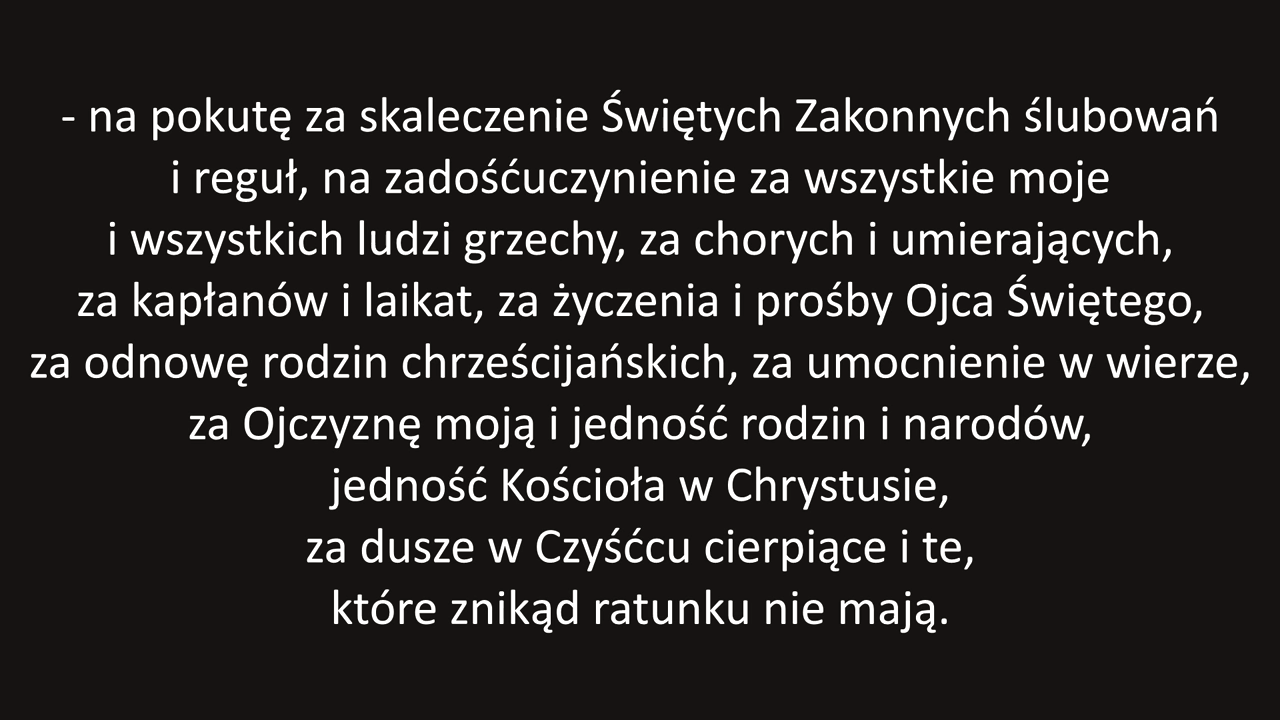 - na pokutę za skaleczenie Świętych Zakonnych ślubowań
i reguł, na zadośćuczynienie za wszystkie moje
i wszystkich ludzi grzechy, za chorych i umierających,
za kapłanów i laikat, za życzenia i prośby Ojca Świętego,
za odnowę rodzin chrześcijańskich, za umocnienie w wierze,
za Ojczyznę moją i jedność rodzin i narodów,
jedność Kościoła w Chrystusie,
za dusze w Czyśćcu cierpiące i te,
które znikąd ratunku nie mają.